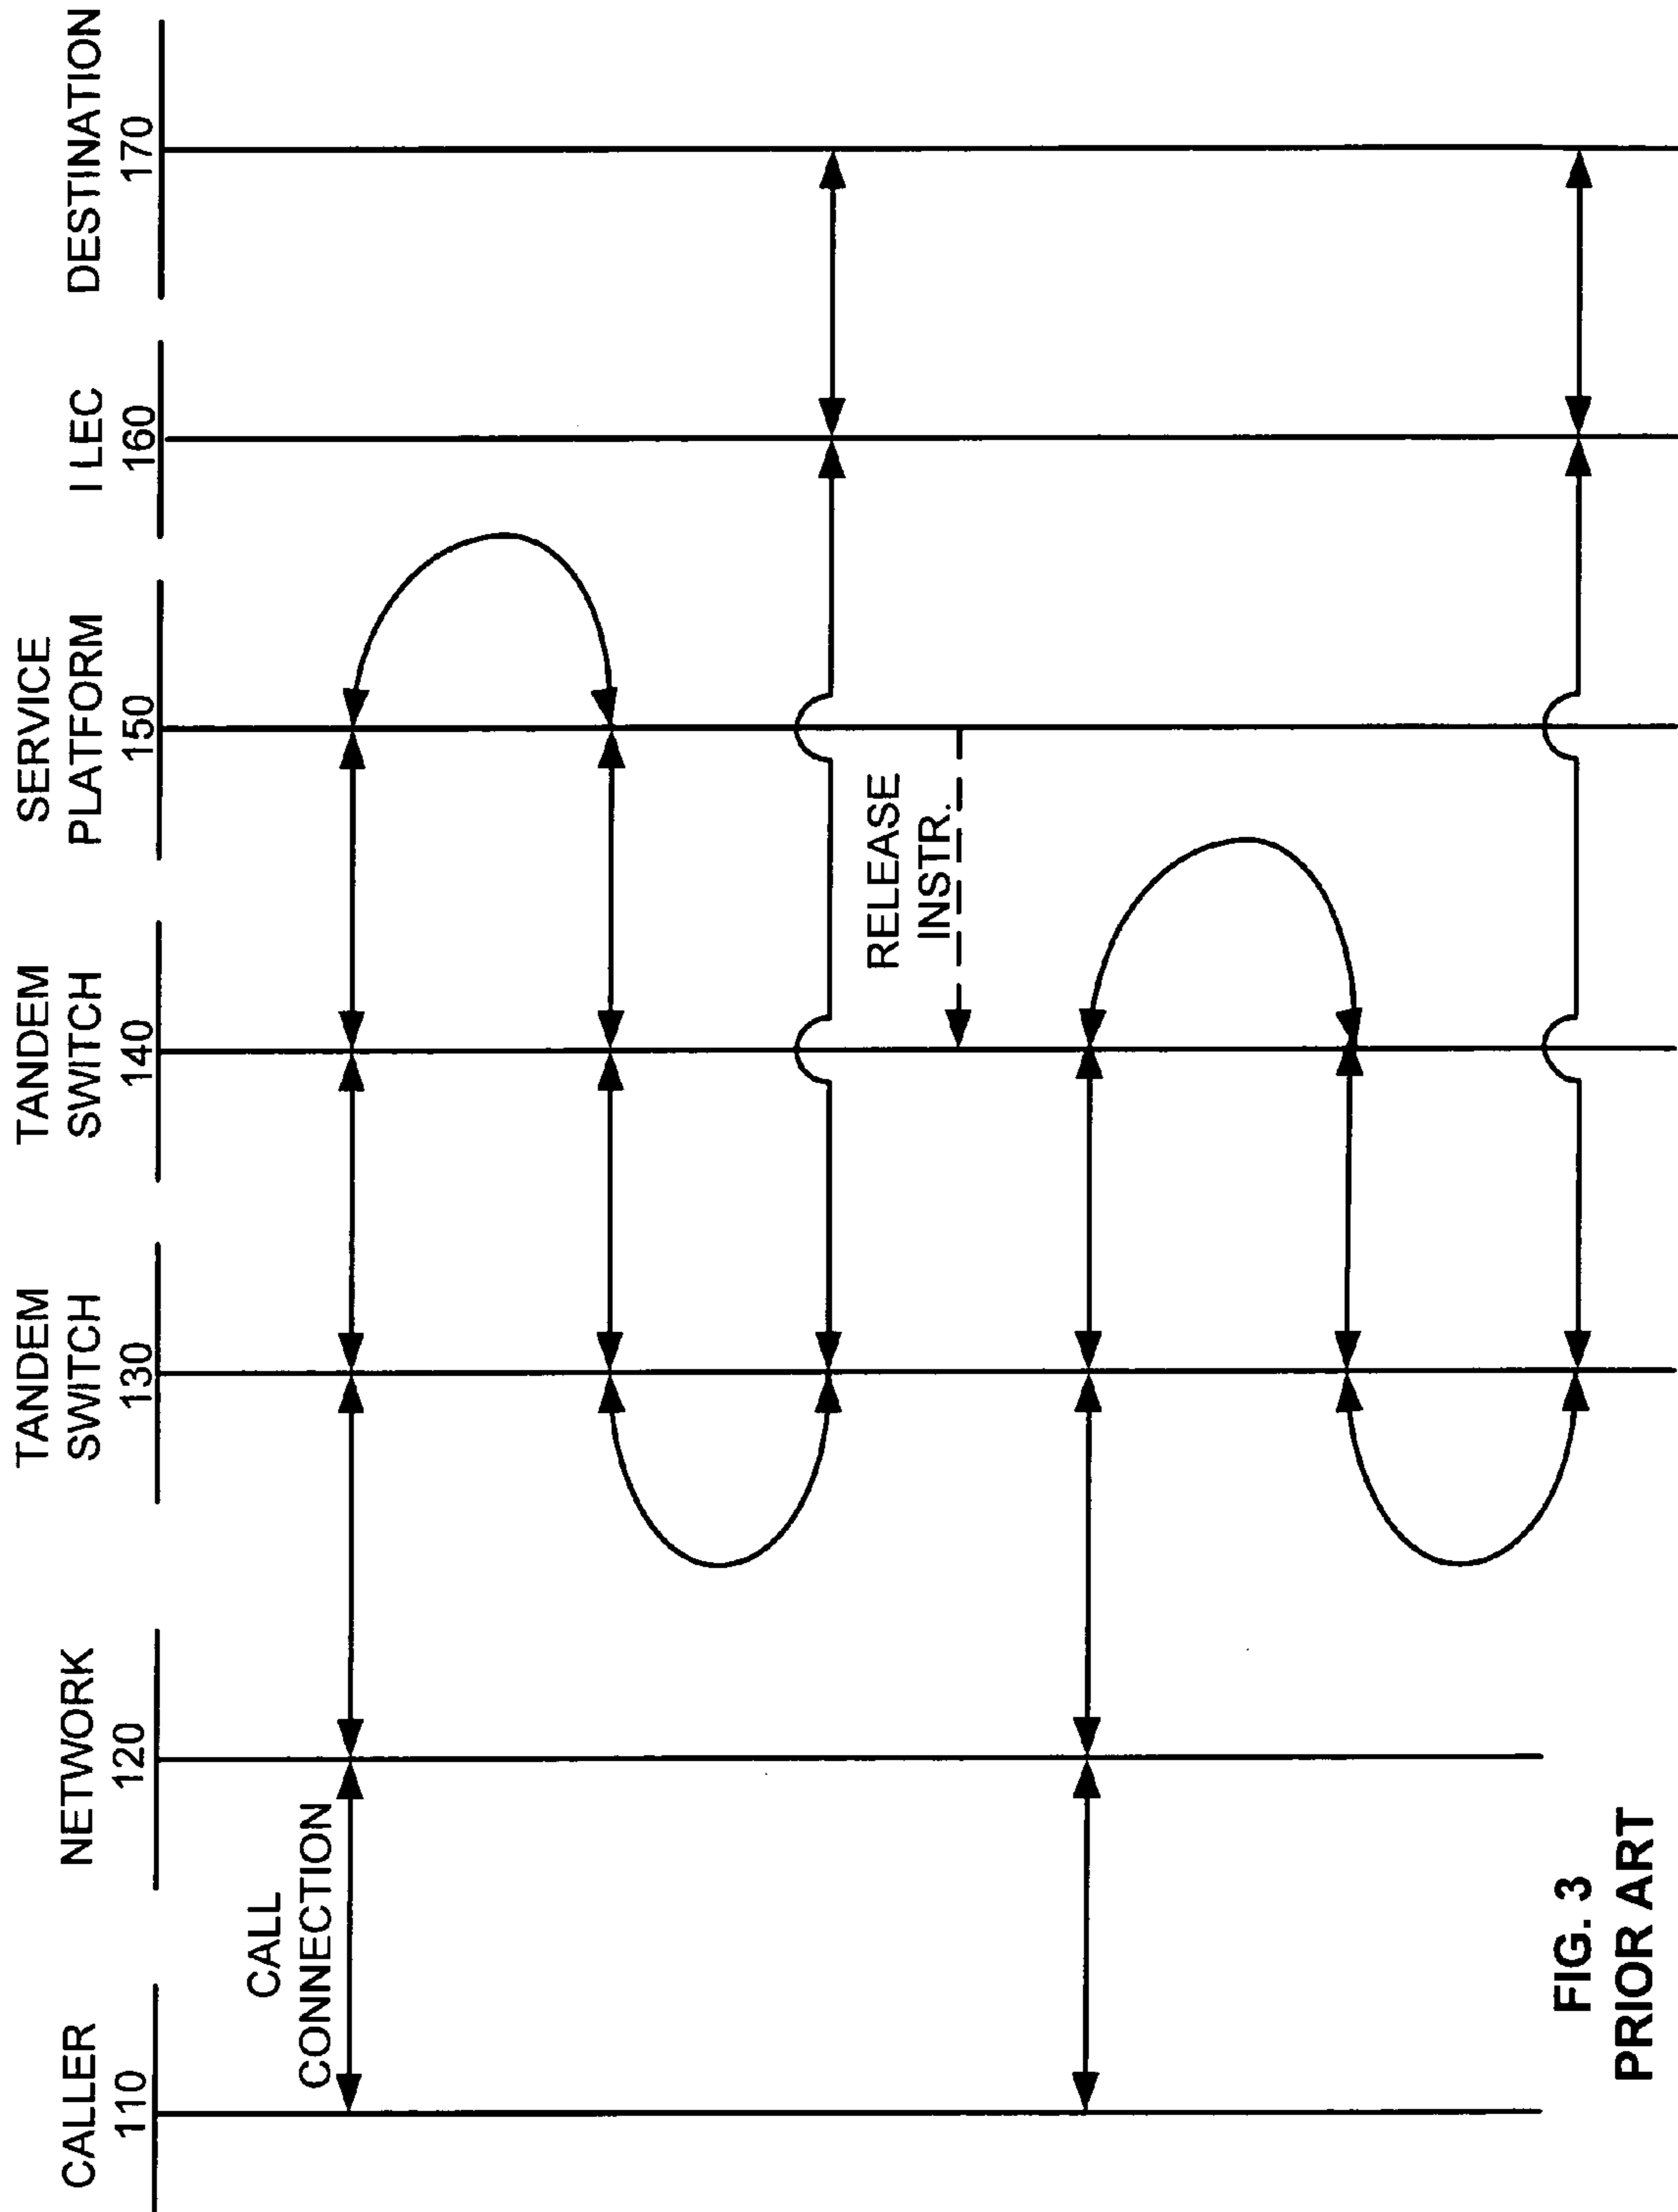 CALLER
110
NETWORK
120
TANDEM
SWITCH
130
TANDEM
SWITCH
140
SERVICE
PLATFORM
150
I LEC
160
DESTINATION
170
CALL
CONNECTION
RELEASE
INSTR.
FIG. 3
PRIOR ART